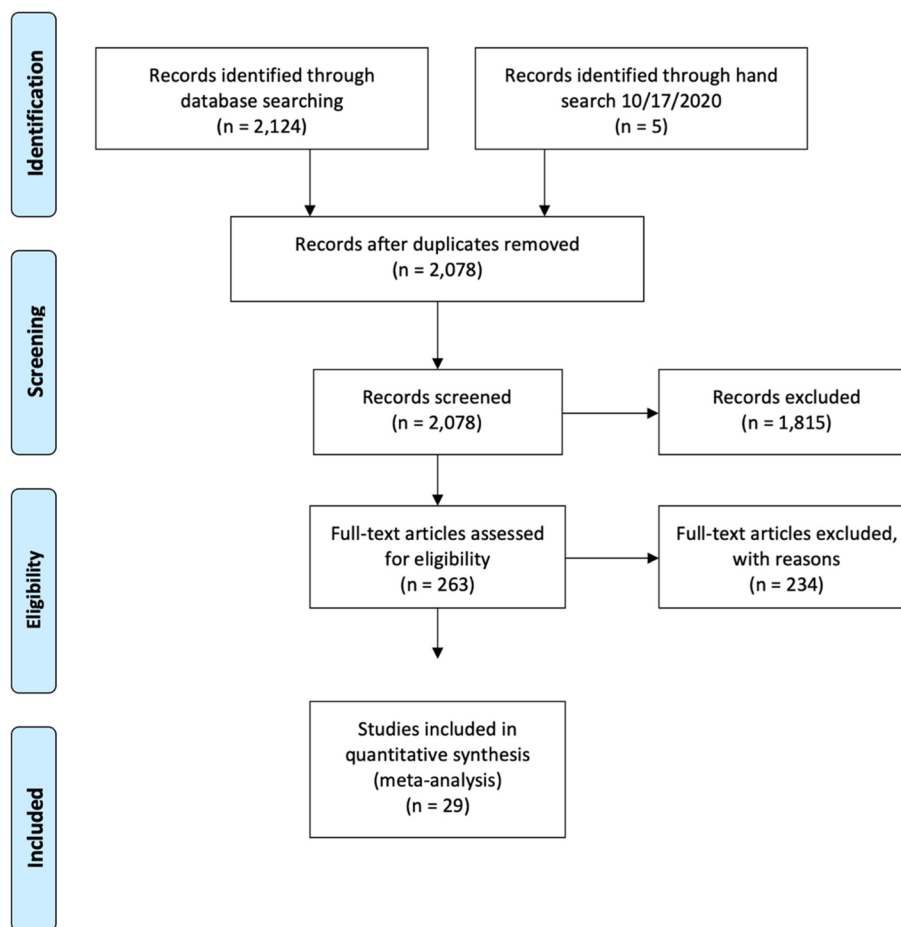 Identification
Records identified through
database searching
(n = 2,124)
Records identified through hand
search 10/17/2020
(n = 5)
Records after duplicates removed
(n = 2,078)
Screening
Records screened
(n = 2,078)
Records excluded
(n = 1,815)
Eligibility
Full-text articles assessed
for eligibility
(n = 263)
Full-text articles excluded,
with reasons
(n = 234)
Included
Studies included in
quantitative synthesis
(meta-analysis)
(n = 29)